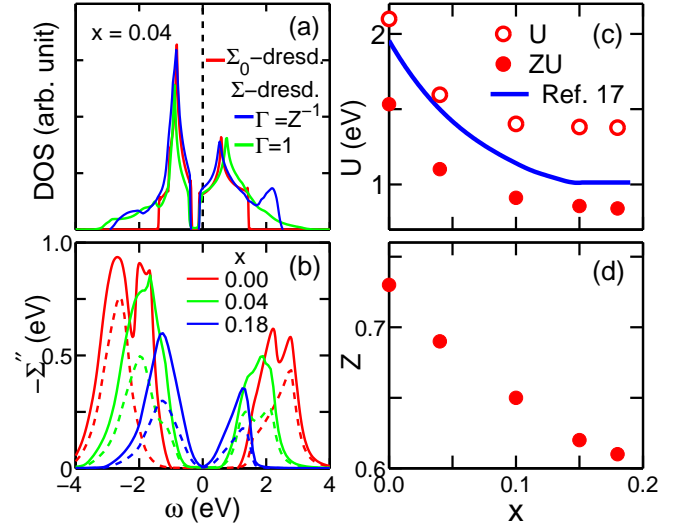 (a)
x = 0.04
Σ₀−dresd.
Σ−dresd.
Γ =Z⁻¹
Γ=1
DOS (arb. unit)
(b)
x
0.00
0.04
0.18
1.0
0.5
0
−Σ″ (eV)
−4
−2
0
2
4
ω (eV)
(c)
U
ZU
Ref. 17
2
1
U (eV)
(d)
0.7
0.6
Z
0.0
0.1
0.2
x